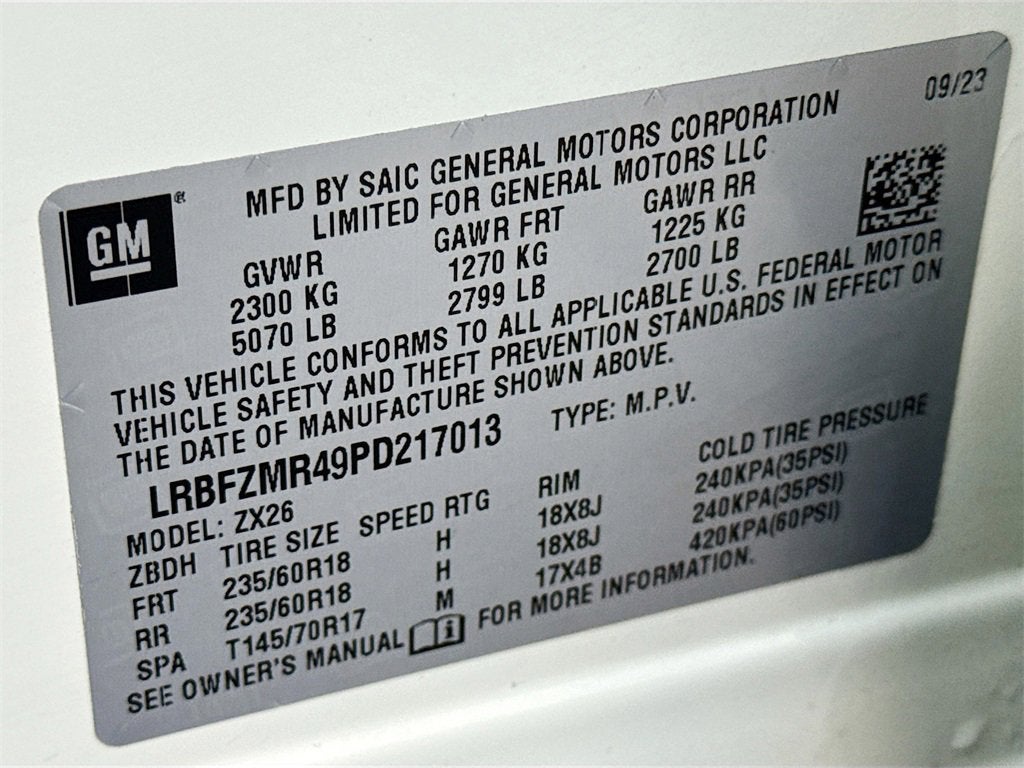 09/23
GM ®
MFD BY SAIC GENERAL MOTORS CORPORATION
LIMITED FOR GENERAL MOTORS LLC
GVWR GAWR FRT GAWR RR
2300 KG 1270 KG 1225 KG
5070 LB 2799 LB 2700 LB
THIS VEHICLE CONFORMS TO ALL APPLICABLE U.S. FEDERAL MOTOR
VEHICLE SAFETY AND THEFT PREVENTION STANDARDS IN EFFECT ON
THE DATE OF MANUFACTURE SHOWN ABOVE.
LRBFZMR49PD217013 TYPE: M.P.V.
MODEL: ZX26
ZBDH TIRE SIZE SPEED RTG RIM COLD TIRE PRESSURE
FRT 235/60R18 H 18X8J 240KPA(35PSI)
RR 235/60R18 H 18X8J 240KPA(35PSI)
SPA T145/70R17 M 17X4B 420KPA(60PSI)
SEE OWNER'S MANUAL FOR MORE INFORMATION.